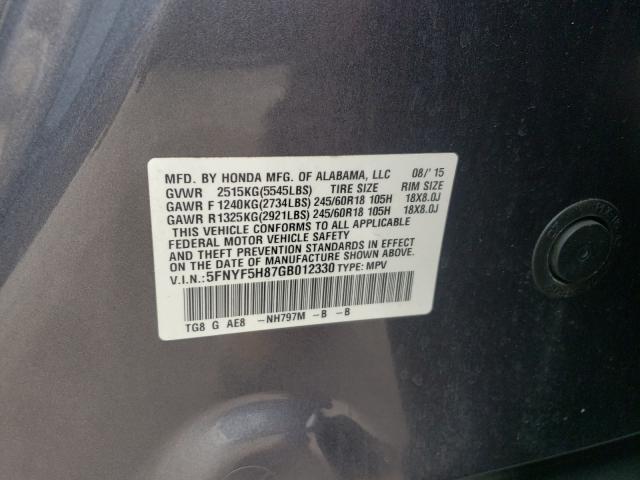 MFD. BY HONDA MFG. OF ALABAMA, LLC 08/'15
GVWR 2515KG(5545LBS) TIRE SIZE RIM SIZE
GAWR F 1240KG(2734LBS) 245/60R18 105H 18X8.0J
GAWR R 1325KG(2921LBS) 245/60R18 105H 18X8.0J
THIS VEHICLE CONFORMS TO ALL APPLICABLE
FEDERAL MOTOR VEHICLE SAFETY
AND THEFT PREVENTION STANDARDS IN EFFECT
ON THE DATE OF MANUFACTURE SHOWN ABOVE.
V.I.N.:5FNYF5H87GB012330 TYPE: MPV
TG8 G AE8 -NH797M -B -B